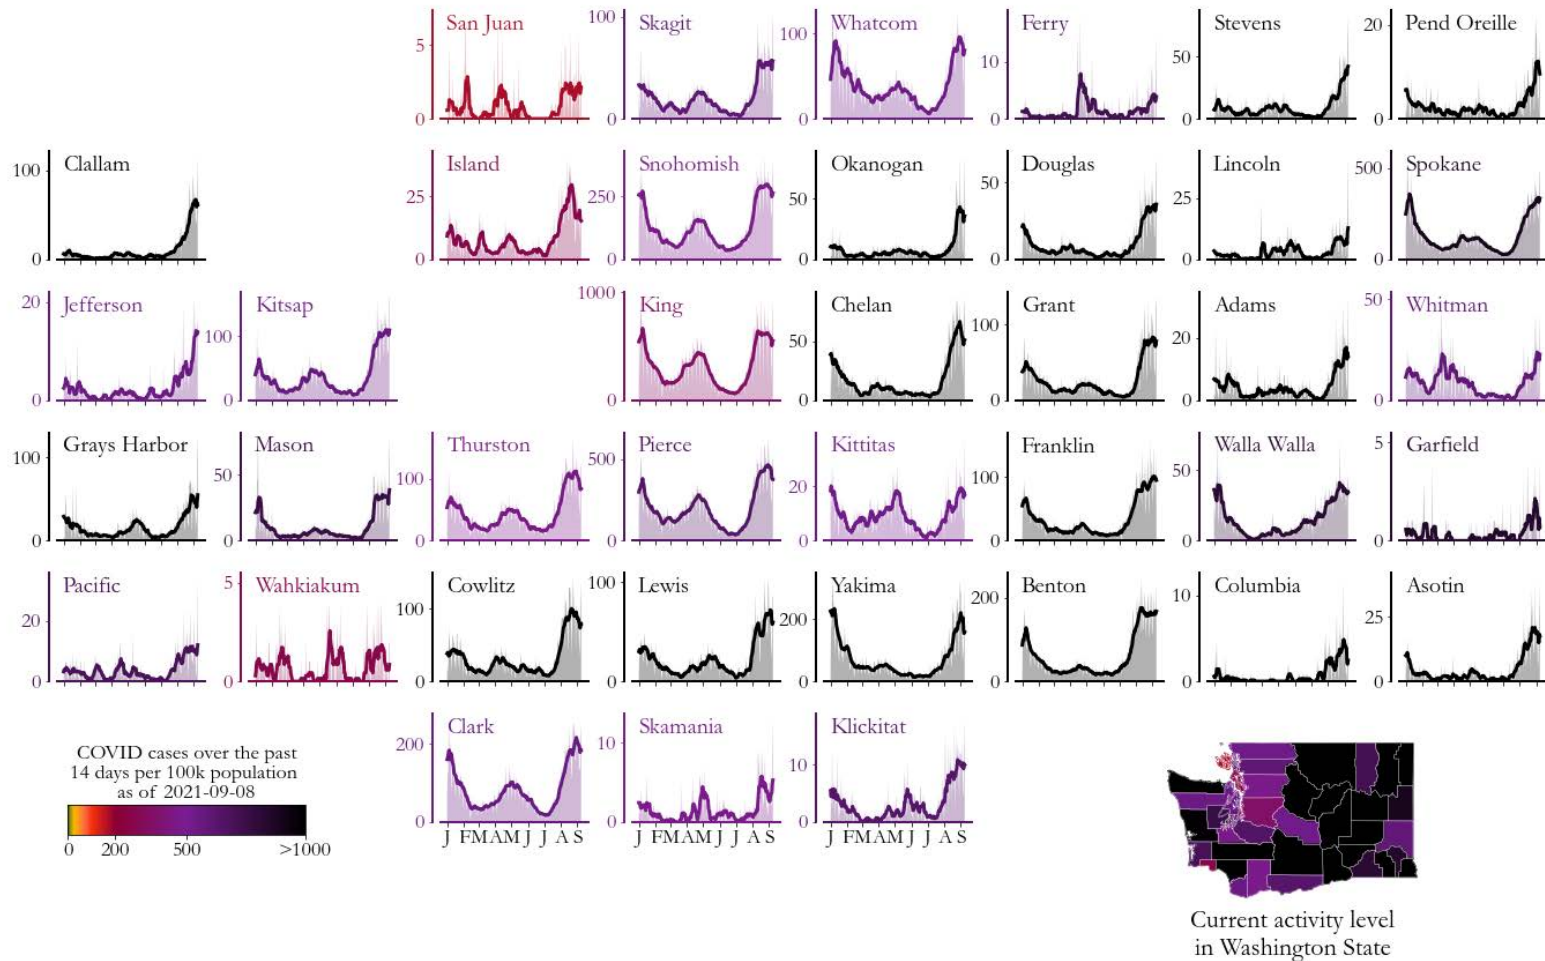 San Juan
5
0
Skagit
100
0
Whatcom
100
0
Ferry
10
0
Stevens
50
0
Pend Oreille
20
0
Clallam
100
0
Island
25
0
Snohomish
250
0
Okanogan
50
0
Douglas
50
0
Lincoln
25
0
Spokane
500
0
Jefferson
20
0
Kitsap
100
0
King
1000
0
Chelan
50
0
Grant
100
0
Adams
20
0
Whitman
50
0
Grays Harbor
100
0
Mason
50
0
Thurston
100
0
Pierce
500
0
Kittitas
20
0
Franklin
100
0
Walla Walla
50
0
Garfield
5
0
Pacific
20
0
Wahkiakum
5
0
Cowlitz
100
0
Lewis
100
0
Yakima
200
0
Benton
200
0
Columbia
10
0
Asotin
25
0
Clark
200
0
J FMAMJ J A S
Skamania
10
0
J FMAMJ J A S
Klickitat
10
0
J FMAMJ J A S
COVID cases over the past
14 days per 100k population
as of 2021-09-08
0 200 500 >1000
Current activity level
in Washington State